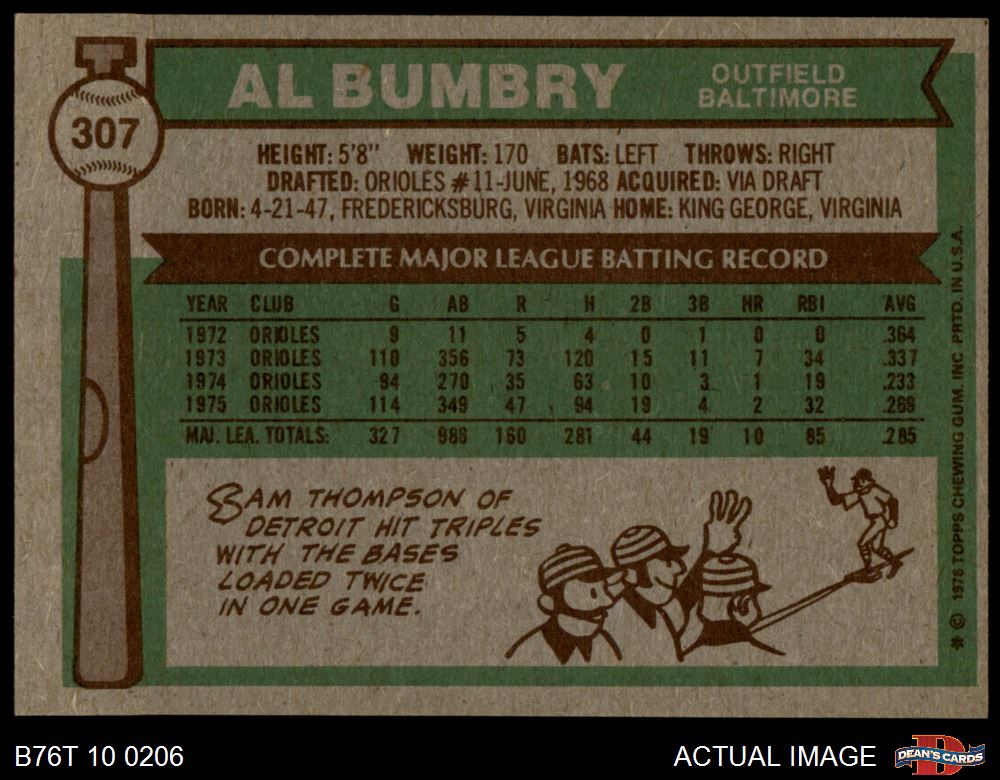 AL BUMBRY
OUTFIELD
BALTIMORE
307
HEIGHT: 5'8" WEIGHT: 170 BATS: LEFT THROWS: RIGHT
DRAFTED: ORIOLES #11-JUNE, 1968 ACQUIRED: VIA DRAFT
BORN: 4-21-47, FREDERICKSBURG, VIRGINIA HOME: KING GEORGE, VIRGINIA
COMPLETE MAJOR LEAGUE BATTING RECORD
YEAR CLUB G AB R H 2B 3B HR RBI AVG
1972 ORIOLES 9 11 5 4 0 1 0 0 .364
1973 ORIOLES 110 356 73 120 15 11 7 34 .337
1974 ORIOLES 94 270 35 63 10 3 1 19 .233
1975 ORIOLES 114 349 47 94 19 4 2 32 .269
MAJ. LEA. TOTALS: 327 986 160 281 44 19 10 85 .285
SAM THOMPSON OF
DETROIT HIT TRIPLES
WITH THE BASES
LOADED TWICE
IN ONE GAME.
* © 1976 TOPPS CHEWING GUM, INC. PRTD. IN U.S.A.
B76T 10 0206
ACTUAL IMAGE
DEAN'S CARDS